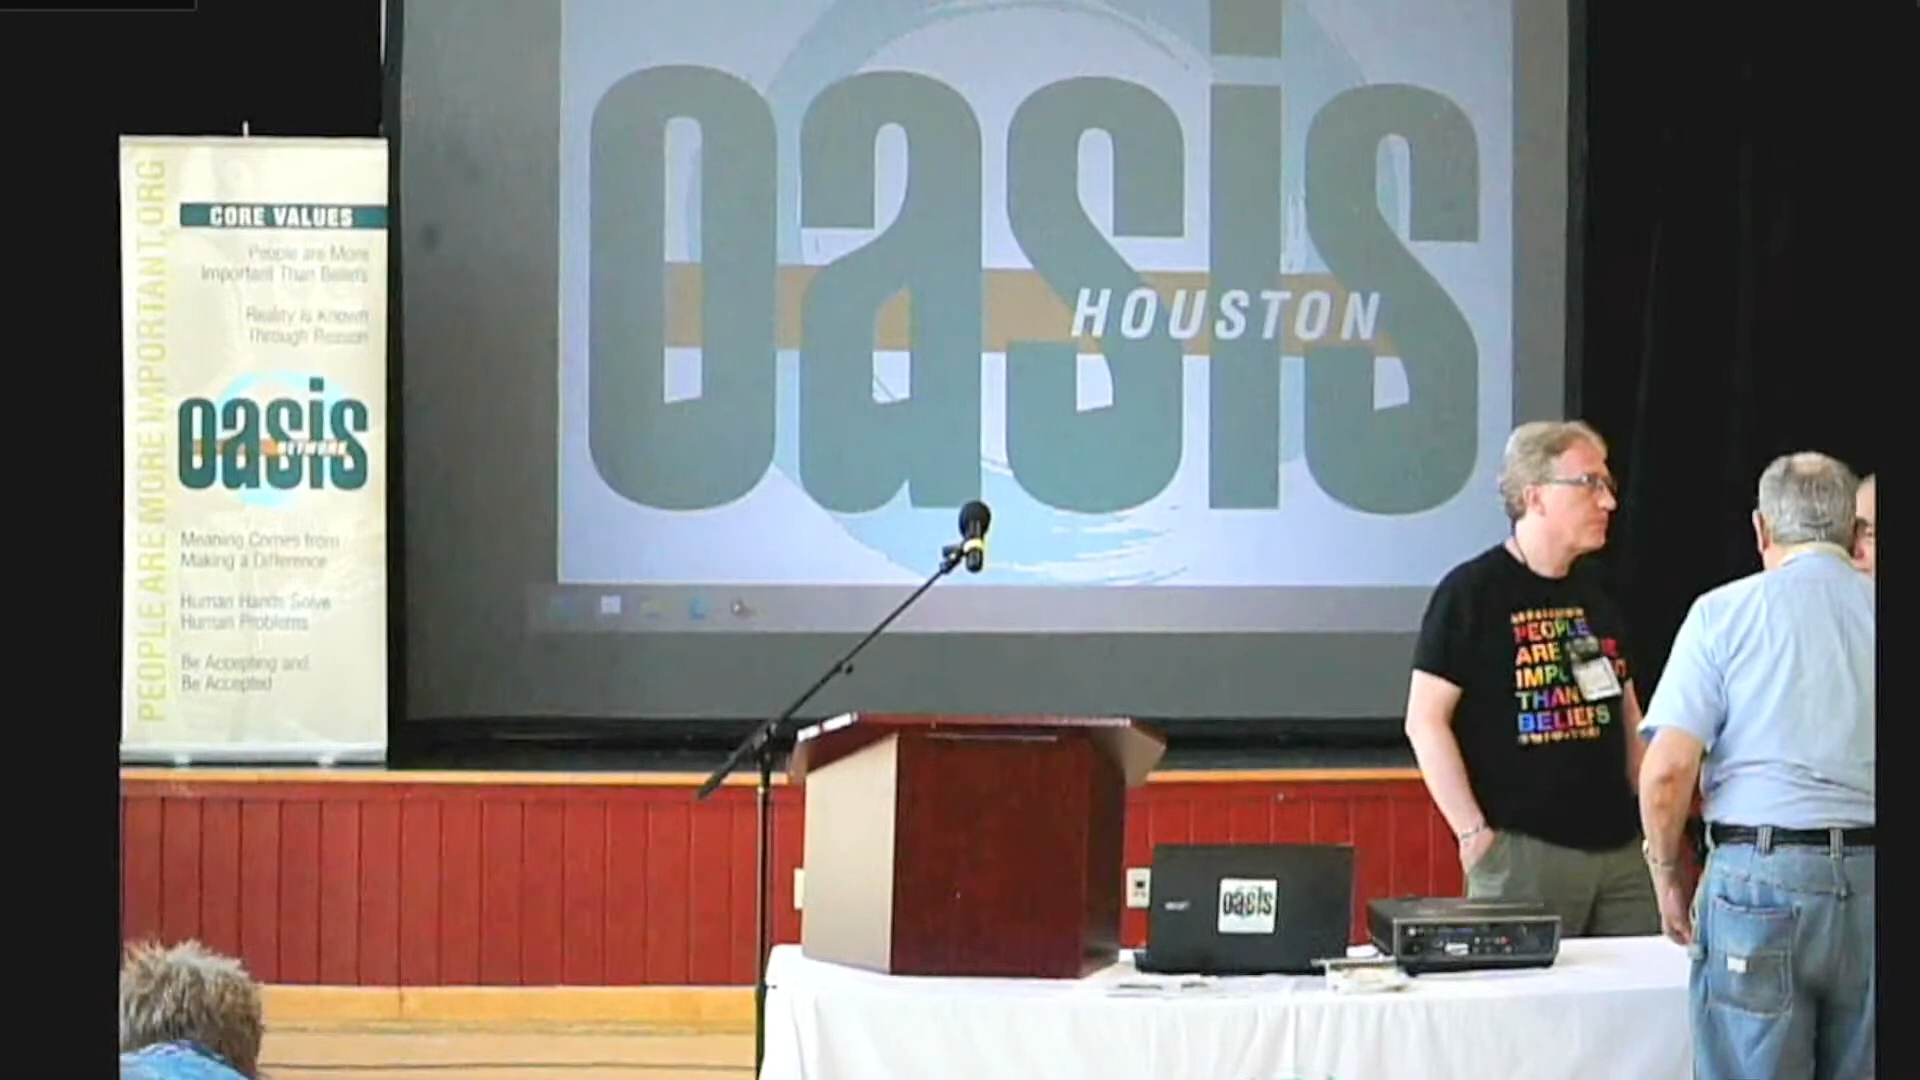 oasis
HOUSTON
PEOPLE ARE MORE IMPORTANT.ORG
CORE VALUES
People are More
Important Than Beliefs
Reality is Known
Through Reason
oasis
NETWORK
Meaning Comes from
Making a Difference
Human Hands Solve
Human Problems
Be Accepting and
Be Accepted
PEOPLE
ARE
THAN
BELIEFS
oasis